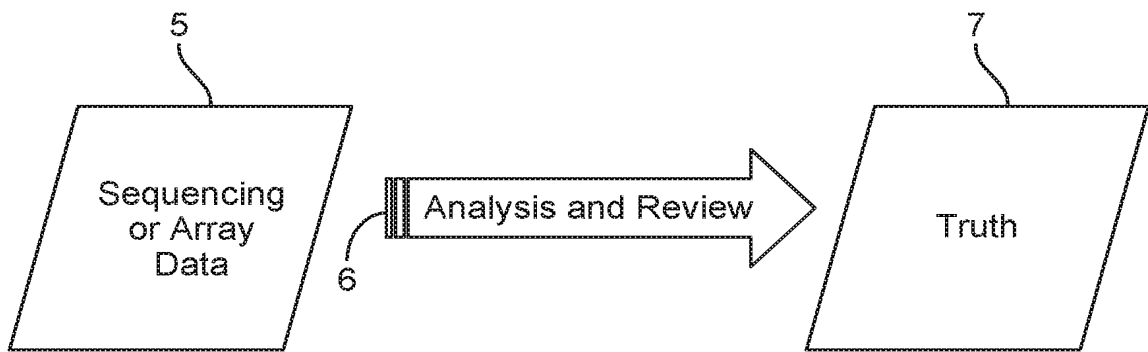 5
7
Sequencing
or Array
Data
Analysis and Review
Truth
6